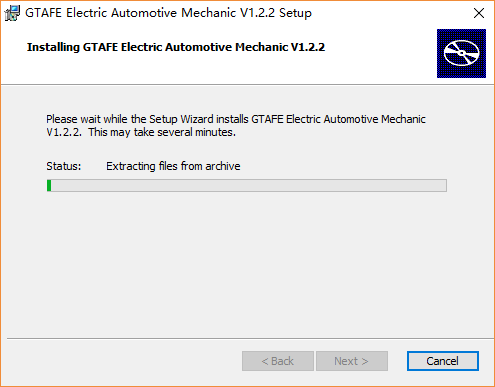 GTAFE Electric Automotive Mechanic V1.2.2 Setup
Installing GTAFE Electric Automotive Mechanic V1.2.2
Please wait while the Setup Wizard installs GTAFE Electric Automotive Mechanic
V1.2.2. This may take several minutes.
Status: Extracting files from archive
< Back Next > Cancel